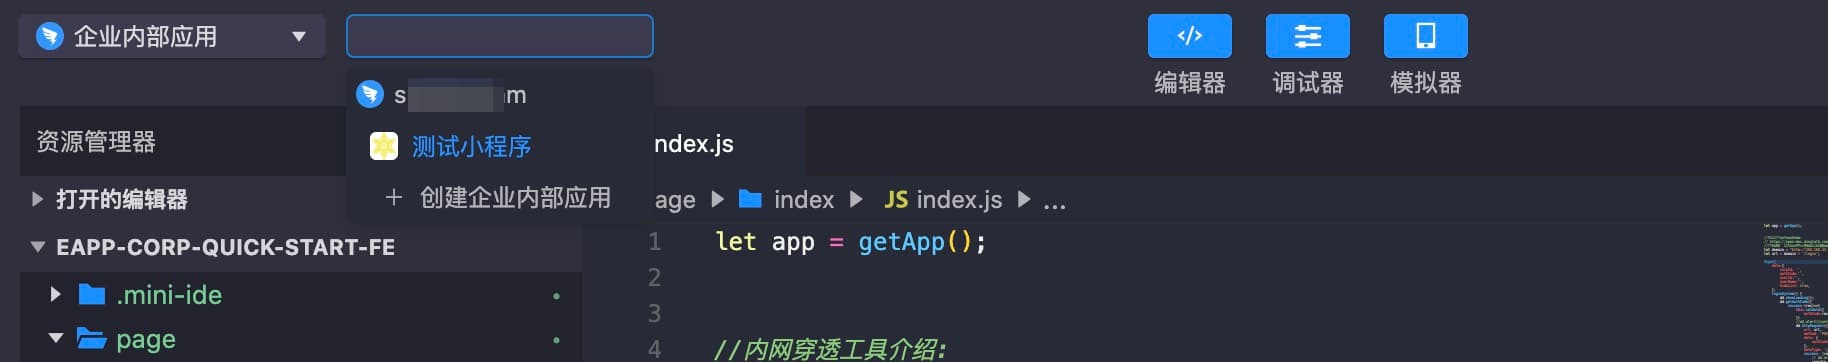 企业内部应用
编辑器
调试器
模拟器
s m
测试小程序
+ 创建企业内部应用
资源管理器
打开的编辑器
EAPP-CORP-QUICK-START-FE
.mini-ide
page
ndex.js
age index JS index.js ...
1 let app = getApp();
2
3
4 //内网穿透工具介绍: